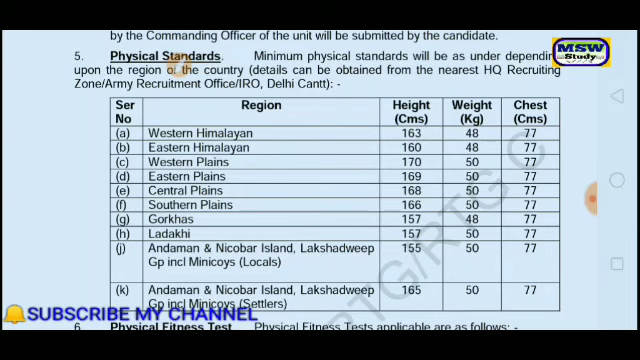 by the Commanding Officer of the unit will be submitted by the candidate.
MSW
Study
5. Physical Standards. Minimum physical standards will be as under depending
upon the region of the country (details can be obtained from the nearest HQ Recruiting
Zone/Army Recruitment Office/IRO, Delhi Cantt): -
Ser No Region Height (Cms) Weight (Kg) Chest (Cms)
(a) Western Himalayan 163 48 77
(b) Eastern Himalayan 160 48 77
(c) Western Plains 170 50 77
(d) Eastern Plains 169 50 77
(e) Central Plains 168 50 77
(f) Southern Plains 166 50 77
(g) Gorkhas 157 48 77
(h) Ladakhi 157 50 77
(j) Andaman & Nicobar Island, Lakshadweep 155 50 77
Gp incl Minicoys (Locals)
(k) Andaman & Nicobar Island, Lakshadweep 165 50 77
Gp incl Minicoys (Settlers)
SUBSCRIBE MY CHANNEL
6. Physical Fitness Test. Physical Fitness Tests applicable are as follows: -